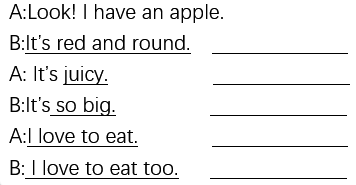 A:Look! I have an apple.
B:It's red and round.
A: It's juicy.
B:It's so big.
A:I love to eat.
B: I love to eat too.